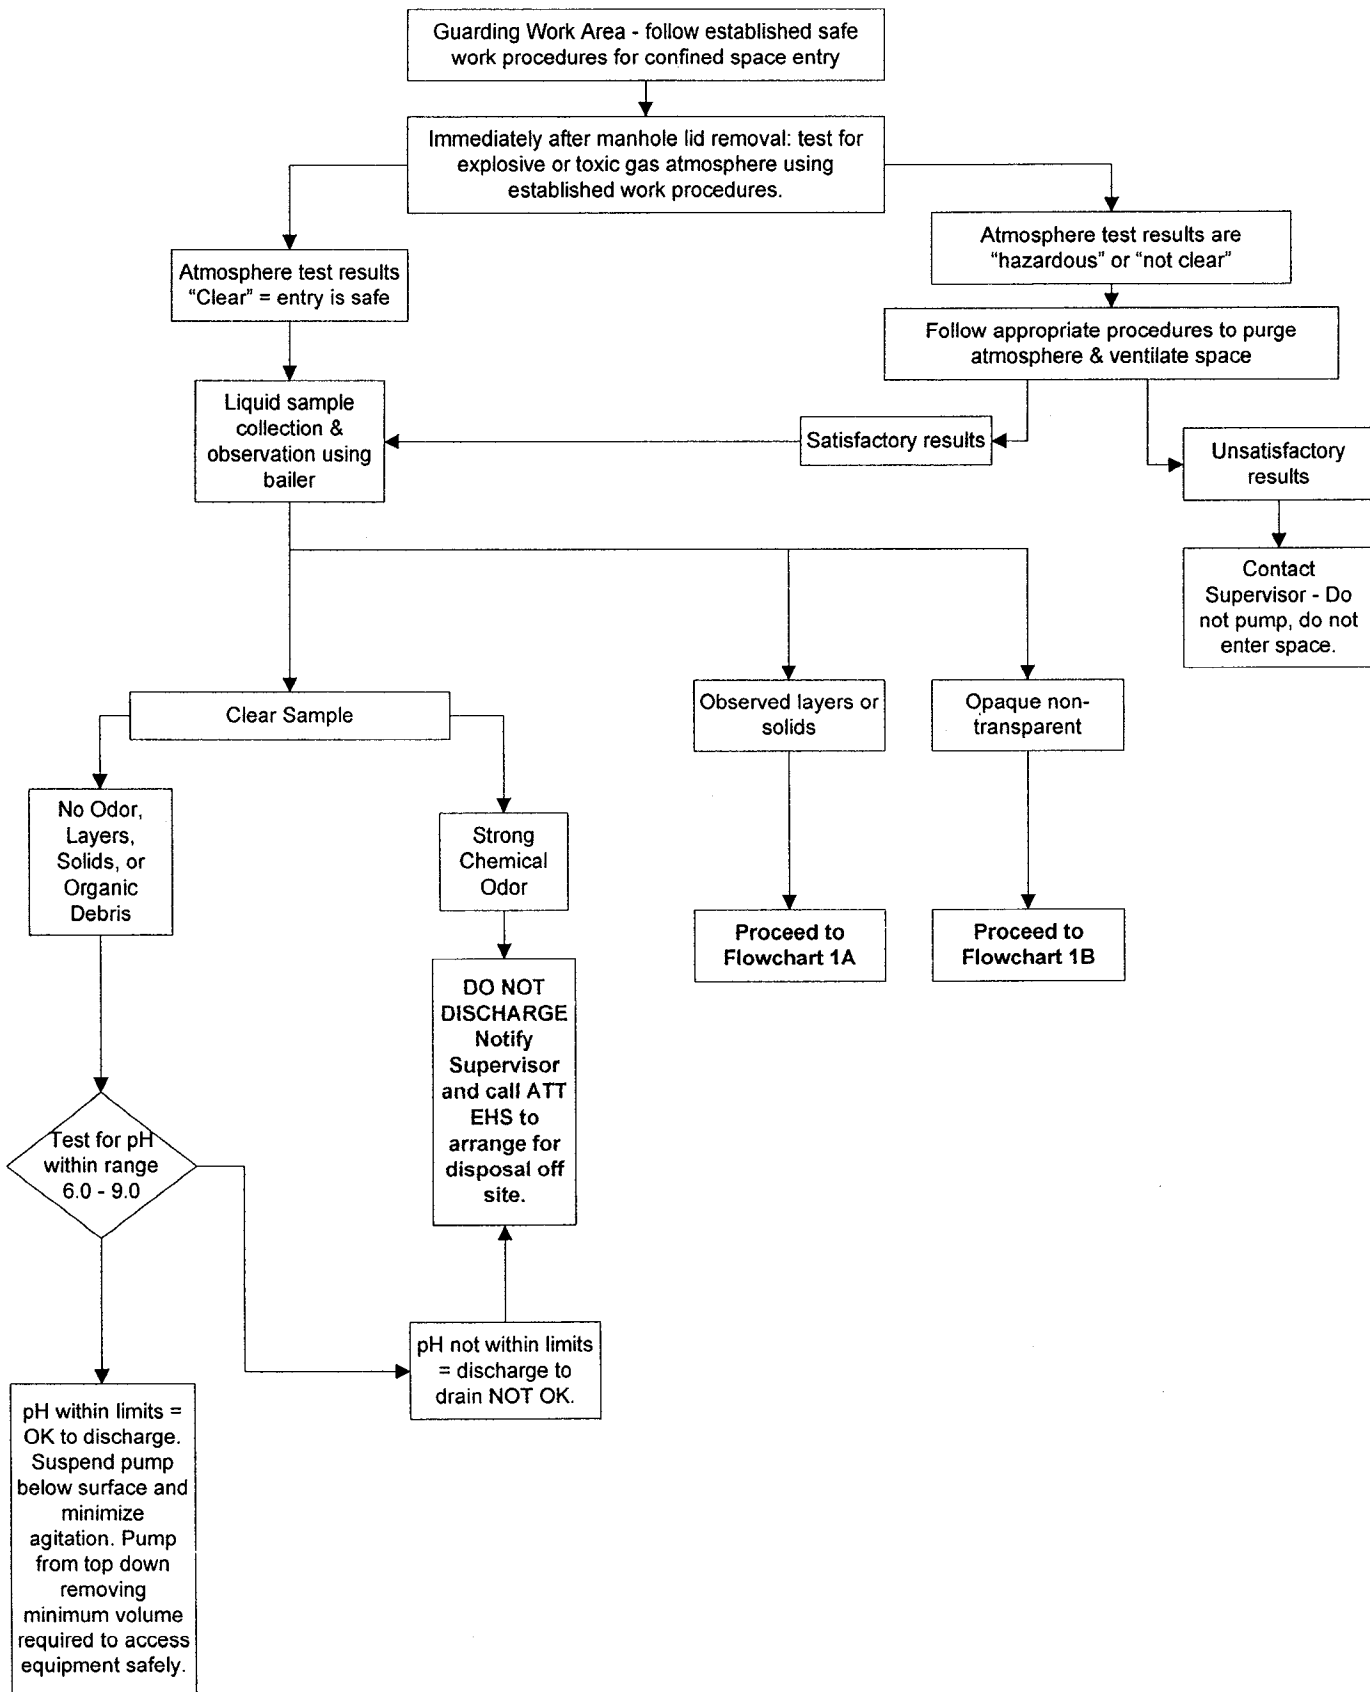 Guarding Work Area - follow established safe
work procedures for confined space entry
Immediately after manhole lid removal: test for
explosive or toxic gas atmosphere using
established work procedures.
Atmosphere test results
"Clear" = entry is safe
Atmosphere test results are
"hazardous" or "not clear"
Follow appropriate procedures to purge
atmosphere & ventilate space
Liquid sample
collection &
observation using
bailer
Satisfactory results
Unsatisfactory
results
Contact
Supervisor - Do
not pump, do not
enter space.
Clear Sample
Observed layers or
solids
Opaque non-
transparent
No Odor,
Layers,
Solids, or
Organic
Debris
Strong
Chemical
Odor
Proceed to
Flowchart 1A
Proceed to
Flowchart 1B
DO NOT
DISCHARGE
Notify
Supervisor
and call ATT
EHS to
arrange for
disposal off
site.
Test for pH
within range
6.0 - 9.0
pH not within limits
= discharge to
drain NOT OK.
pH within limits =
OK to discharge.
Suspend pump
below surface and
minimize
agitation. Pump
from top down
removing
minimum volume
required to access
equipment safely.